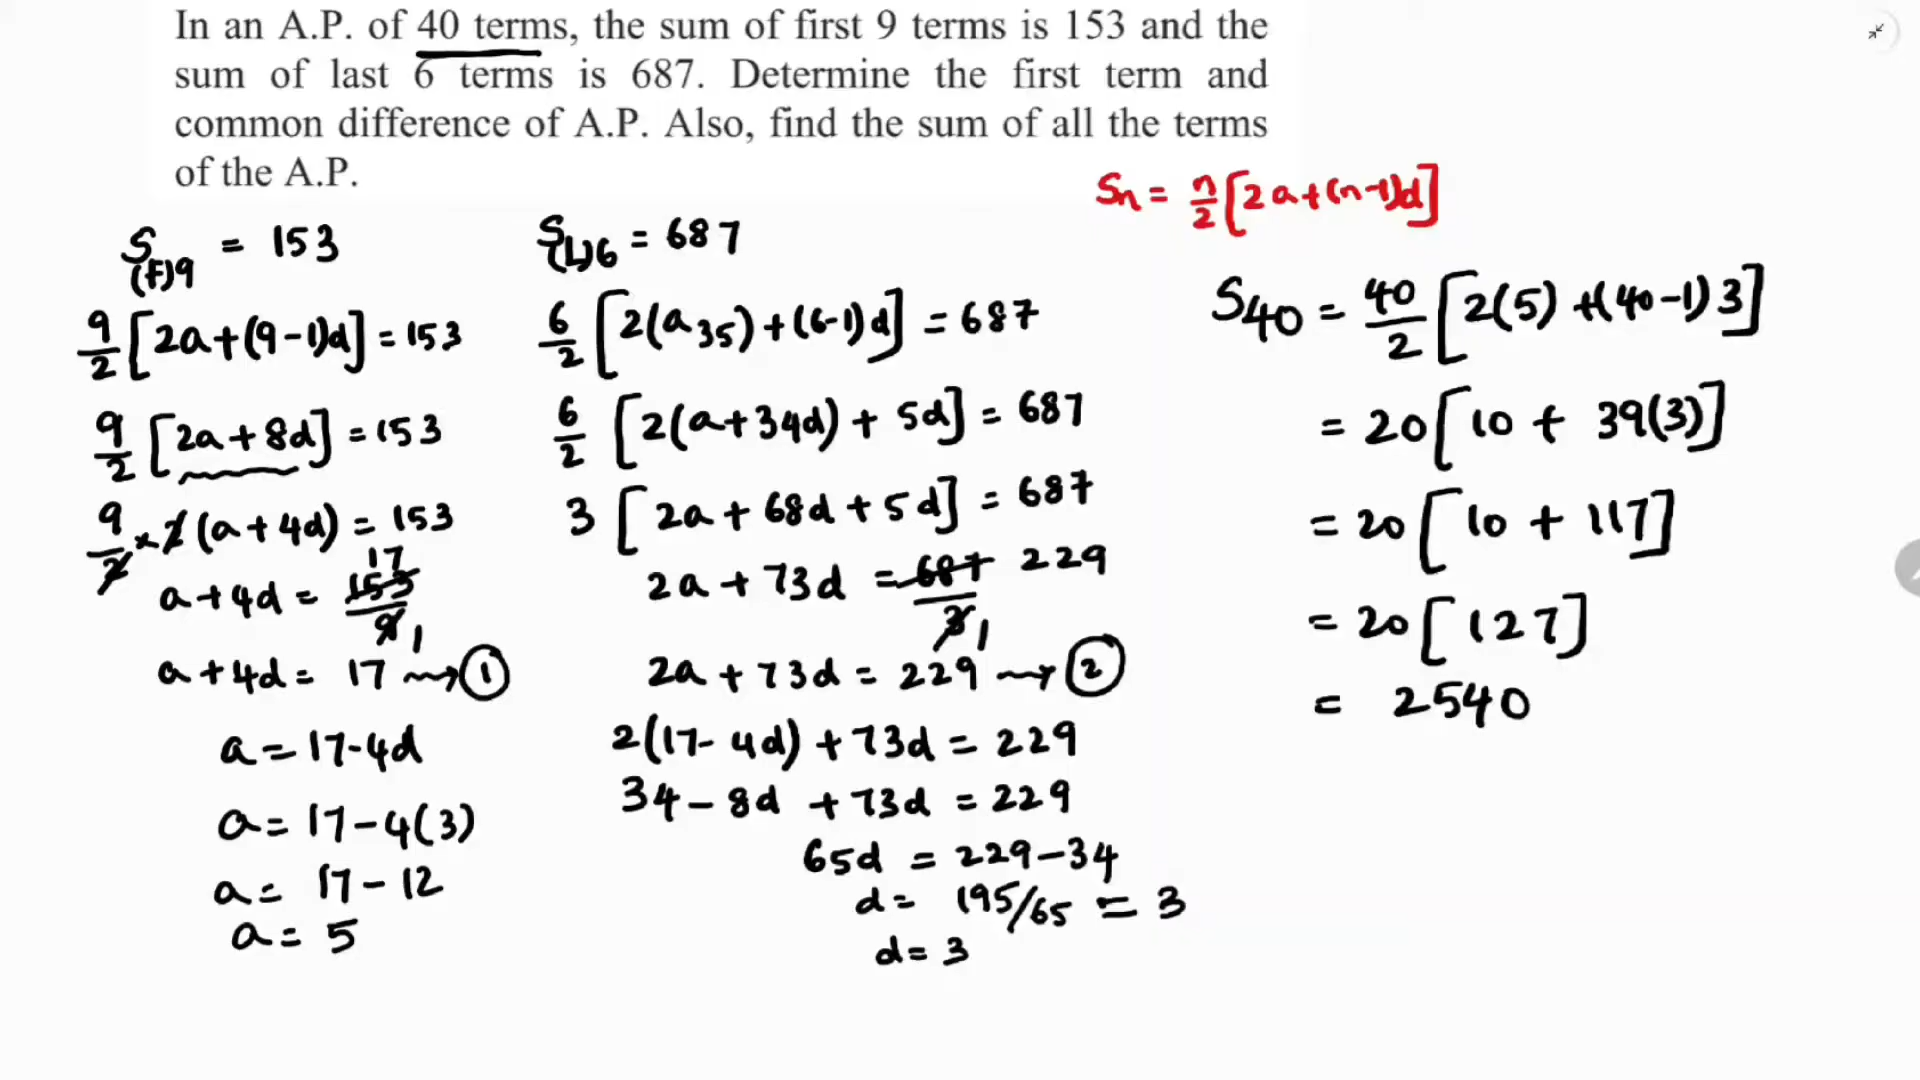 In an A.P. of 40 terms, the sum of first 9 terms is 153 and the
sum of last 6 terms is 687. Determine the first term and
common difference of A.P. Also, find the sum of all the terms
of the A.P.
Sn = n/2 [2a+(n-1)d]
S(F)9 = 153
9/2 [2a+(9-1)d] = 153
9/2 [2a+8d] = 153
9/2 × 2 (a+4d) = 153
a+4d = 153/9 17 1
a+4d = 17 ⇝ ①
a = 17-4d
a = 17-4(3)
a = 17-12
a = 5
S(L)6 = 687
6/2 [2(a35)+(6-1)d] = 687
6/2 [2(a+34d)+5d] = 687
3 [2a+68d+5d] = 687
2a+73d = 687/3 229 1
2a+73d = 229 ⇝ ②
2(17-4d)+73d = 229
34-8d+73d = 229
65d = 229-34
d = 195/65 = 3
d = 3
S40 = 40/2 [2(5)+(40-1)3]
= 20[10+39(3)]
= 20[10+117]
= 20[127]
= 2540